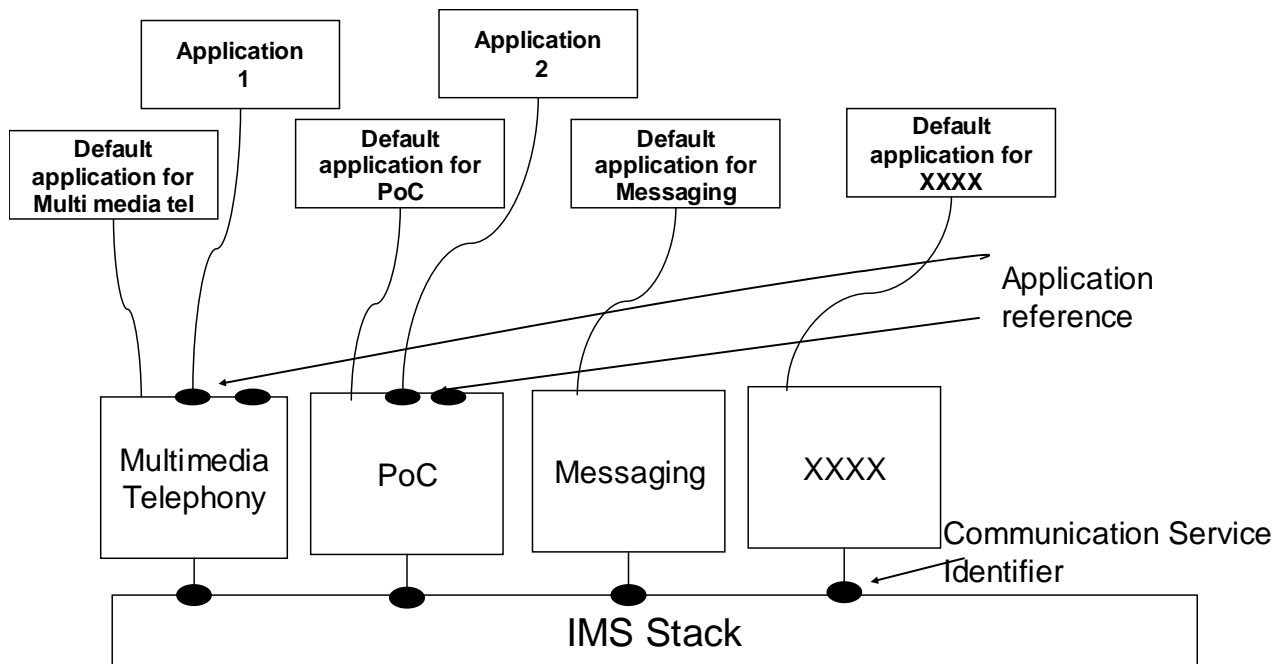 Application
1
Application
2
Default
application for
Multi media tel
Default
application for
PoC
Default
application for
Messaging
Default
application for
XXXX
Application
reference
Multimedia
Telephony
PoC
Messaging
XXXX
Communication Service
Identifier
IMS Stack